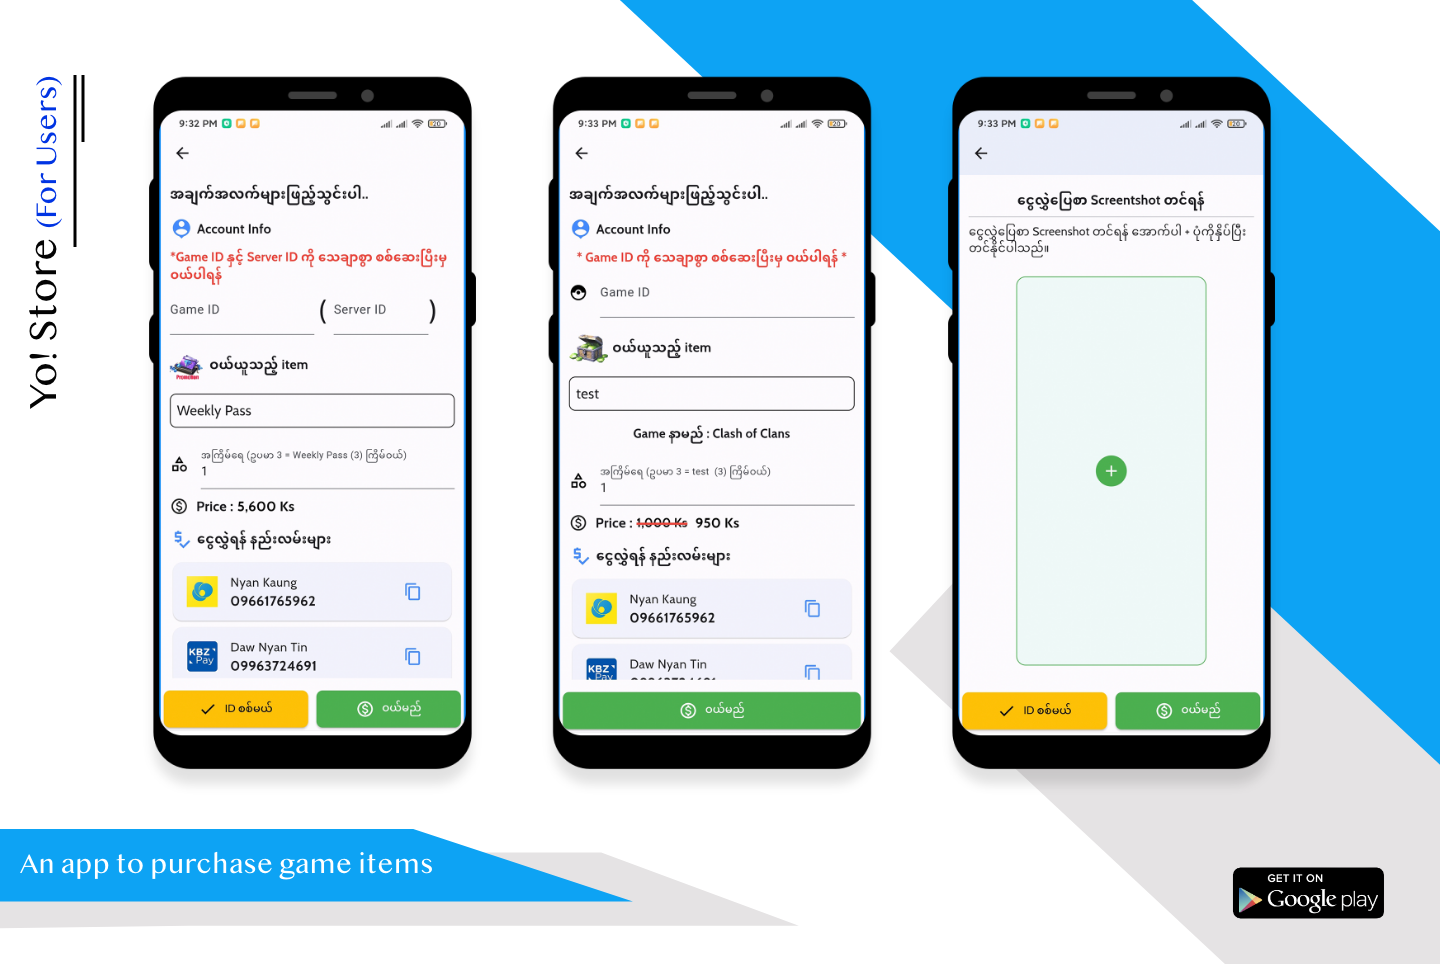 Yo! Store (For Users)
9:32 PM
20
အချက်အလက်များဖြည့်သွင်းပါ..
Account Info
*Game ID နှင့် Server ID ကို သေချာစွာ စစ်ဆေးပြီးမှ
ဝယ်ပါရန်
Game ID ( Server ID )
ဝယ်ယူသည့် item
Weekly Pass
အကြိမ်ရေ (ဥပမာ 3 = Weekly Pass (3) ကြိမ်ဝယ်)
1
Price : 5,600 Ks
ငွေလွှဲရန် နည်းလမ်းများ
Nyan Kaung
09661765962
KBZ
Pay
Daw Nyan Tin
09963724691
ID စစ်မယ်
ဝယ်မည်
9:33 PM
20
အချက်အလက်များဖြည့်သွင်းပါ..
Account Info
* Game ID ကို သေချာစွာ စစ်ဆေးပြီးမှ ဝယ်ပါရန် *
Game ID
ဝယ်ယူသည့် item
test
Game နာမည် : Clash of Clans
အကြိမ်ရေ (ဥပမာ 3 = test (3) ကြိမ်ဝယ်)
1
Price : 1,000 Ks 950 Ks
ငွေလွှဲရန် နည်းလမ်းများ
Nyan Kaung
09661765962
KBZ
Pay
Daw Nyan Tin
ဝယ်မည်
9:33 PM
ငွေလွှဲပြေစာ Screentshot တင်ရန်
ငွေလွှဲပြေစာ Screenshot တင်ရန် အောက်ပါ + ပုံကိုနှိပ်ပြီး
တင်နိုင်ပါသည်။
ID စစ်မယ်
ဝယ်မည်
An app to purchase game items
GET IT ON
Google play